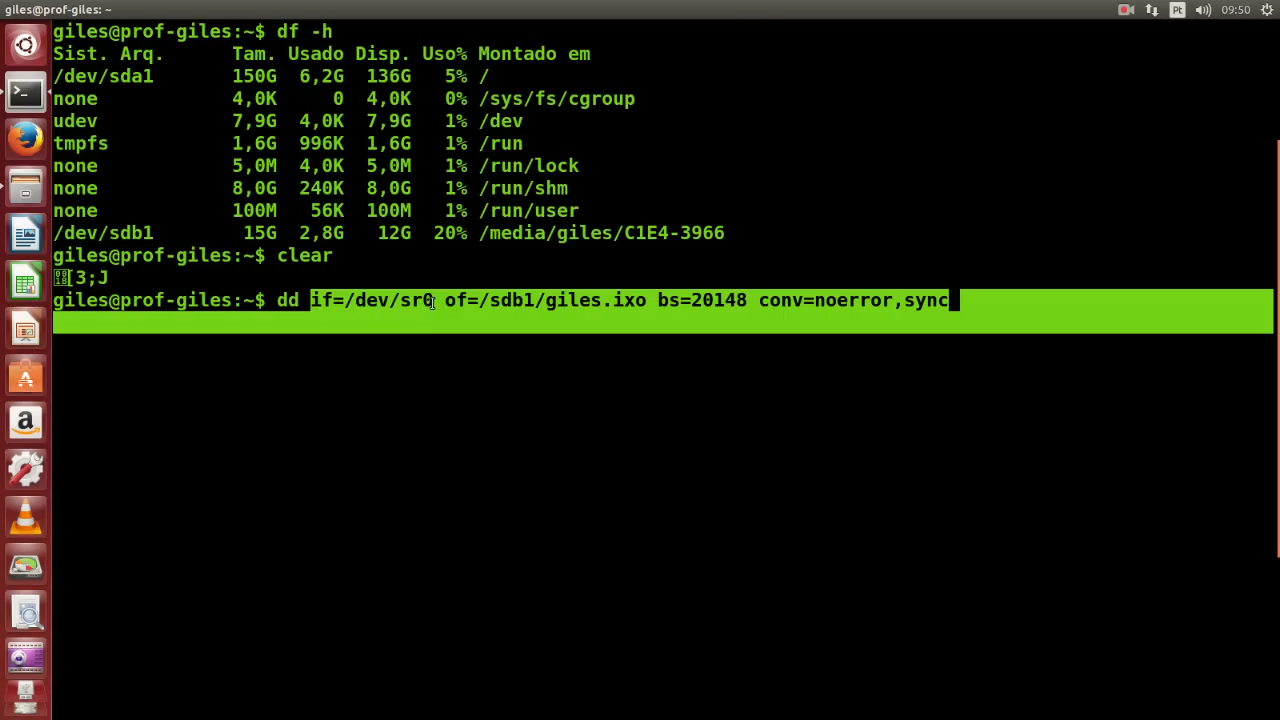 giles@prof-giles: ~
Pt
09:50
giles@prof-giles:~$ df -h
Sist. Arq. Tam. Usado Disp. Uso% Montado em
/dev/sda1 150G 6,2G 136G 5% /
none 4,0K 0 4,0K 0% /sys/fs/cgroup
udev 7,9G 4,0K 7,9G 1% /dev
tmpfs 1,6G 996K 1,6G 1% /run
none 5,0M 4,0K 5,0M 1% /run/lock
none 8,0G 240K 8,0G 1% /run/shm
none 100M 56K 100M 1% /run/user
/dev/sdb1 15G 2,8G 12G 20% /media/giles/C1E4-3966
giles@prof-giles:~$ clear
[3;J
giles@prof-giles:~$ dd if=/dev/sr0 of=/sdb1/giles.ixo bs=20148 conv=noerror,sync